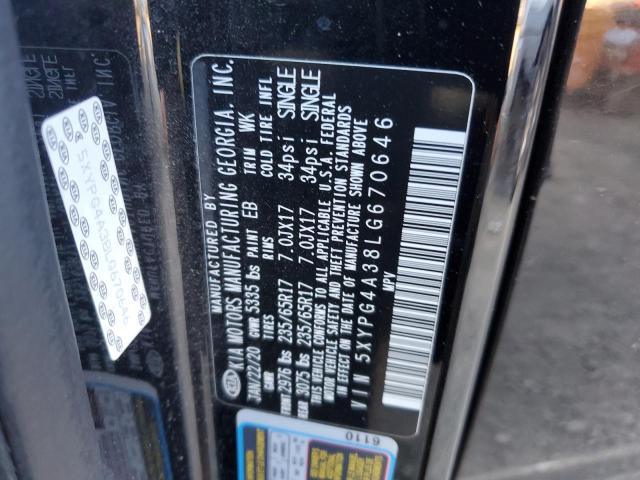 MANUFACTURED BY
KIA MOTORS MANUFACTURING GEORGIA, INC.
JAN/22/20 GVWR 5335 lbs PAINT EB TRIM WK
GAWR TIRES RIMS COLD TIRE INFL
FRONT 2976 lbs 235/65R17 7.0JX17 34psi SINGLE
REAR 3075 lbs 235/65R17 7.0JX17 34psi SINGLE
THIS VEHICLE CONFORMS TO ALL APPLICABLE U.S.A. FEDERAL
MOTOR VEHICLE SAFETY AND THEFT PREVENTION STANDARDS
IN EFFECT ON THE DATE OF MANUFACTURE SHOWN ABOVE
VIN 5XYPG4A38LG670646
MPV
6110
5XYPG4A38LG670646